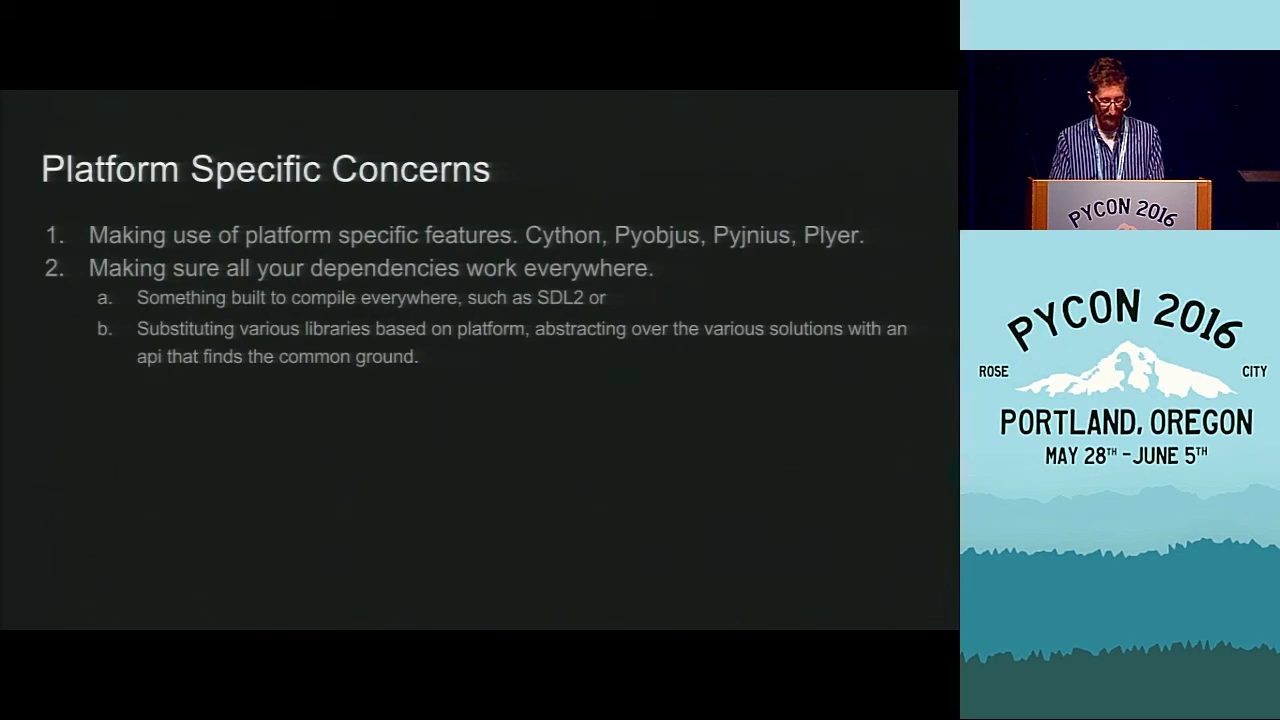 Platform Specific Concerns
1. Making use of platform specific features. Cython, Pyobjus, Pyjnius, Plyer.
2. Making sure all your dependencies work everywhere.
a. Something built to compile everywhere, such as SDL2 or
b. Substituting various libraries based on platform, abstracting over the various solutions with an
api that finds the common ground.
PYCON 2016
PYCON 2016
ROSE CITY
PORTLAND, OREGON
MAY 28TH - JUNE 5TH